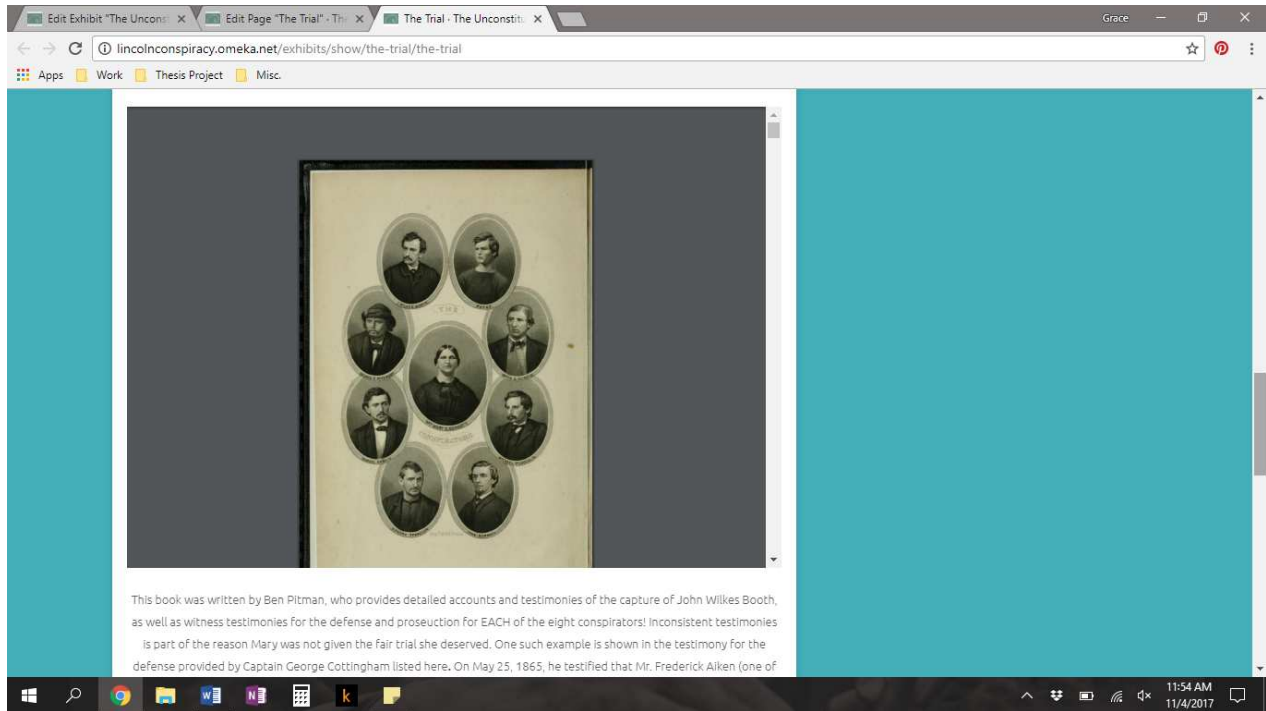 Edit Exhibit "The Unconst
Edit Page "The Trial" · Th
The Trial · The Unconstitu
Grace
lincolnconspiracy.omeka.net/exhibits/show/the-trial/the-trial
Apps
Work
Thesis Project
Misc.
THE
This book was written by Ben Pitman, who provides detailed accounts and testimonies of the capture of John Wilkes Booth,
as well as witness testimonies for the defense and proseuction for EACH of the eight conspirators! Inconsistent testimonies
is part of the reason Mary was not given the fair trial she deserved. One such example is shown in the testimony for the
defense provided by Captain George Cottingham listed here. On May 25, 1865, he testified that Mr. Frederick Aiken (one of
11:54 AM
11/4/2017